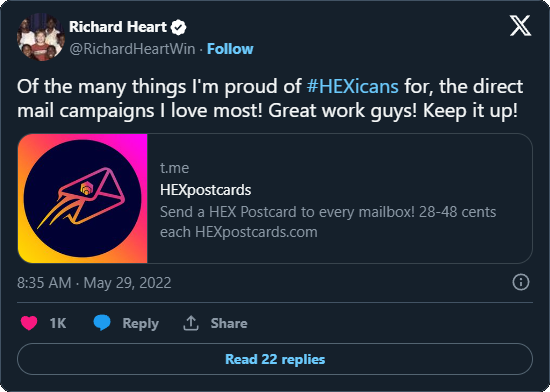 Richard Heart
X
@RichardHeartWin · Follow
Of the many things I'm proud of #HEXicans for, the direct
mail campaigns I love most! Great work guys! Keep it up!
t.me
HEXpostcards
Send a HEX Postcard to every mailbox! 28-48 cents
each HEXpostcards.com
8:35 AM · May 29, 2022
1K Reply Share
Read 22 replies